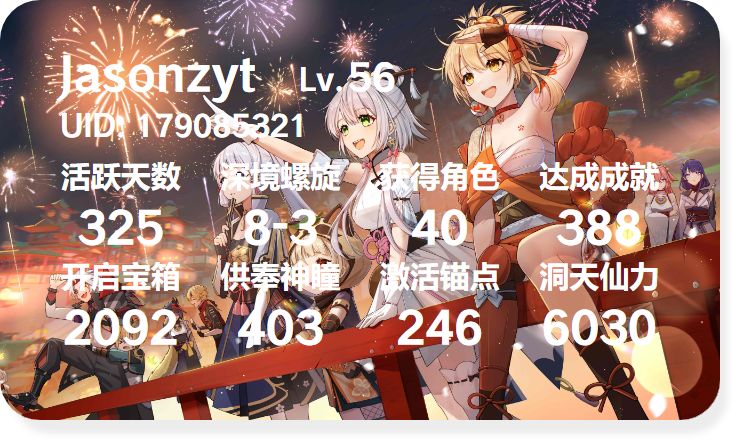 Jasonzyt Lv.56
UID: 179085321
活跃天数 深境螺旋 获得角色 达成成就
325 8-3 40 388
开启宝箱 供奉神瞳 激活锚点 洞天仙力
2092 403 246 6030